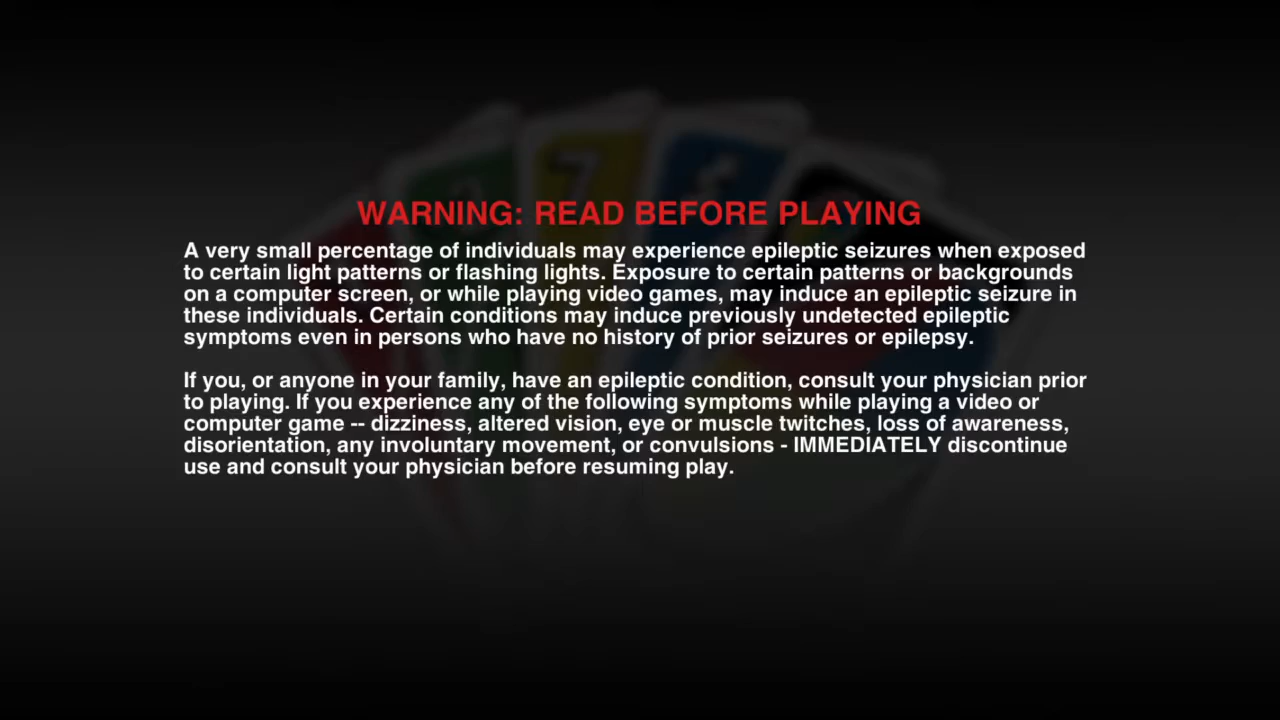 WARNING: READ BEFORE PLAYING
A very small percentage of individuals may experience epileptic seizures when exposed
to certain light patterns or flashing lights. Exposure to certain patterns or backgrounds
on a computer screen, or while playing video games, may induce an epileptic seizure in
these individuals. Certain conditions may induce previously undetected epileptic
symptoms even in persons who have no history of prior seizures or epilepsy.
If you, or anyone in your family, have an epileptic condition, consult your physician prior
to playing. If you experience any of the following symptoms while playing a video or
computer game -- dizziness, altered vision, eye or muscle twitches, loss of awareness,
disorientation, any involuntary movement, or convulsions - IMMEDIATELY discontinue
use and consult your physician before resuming play.